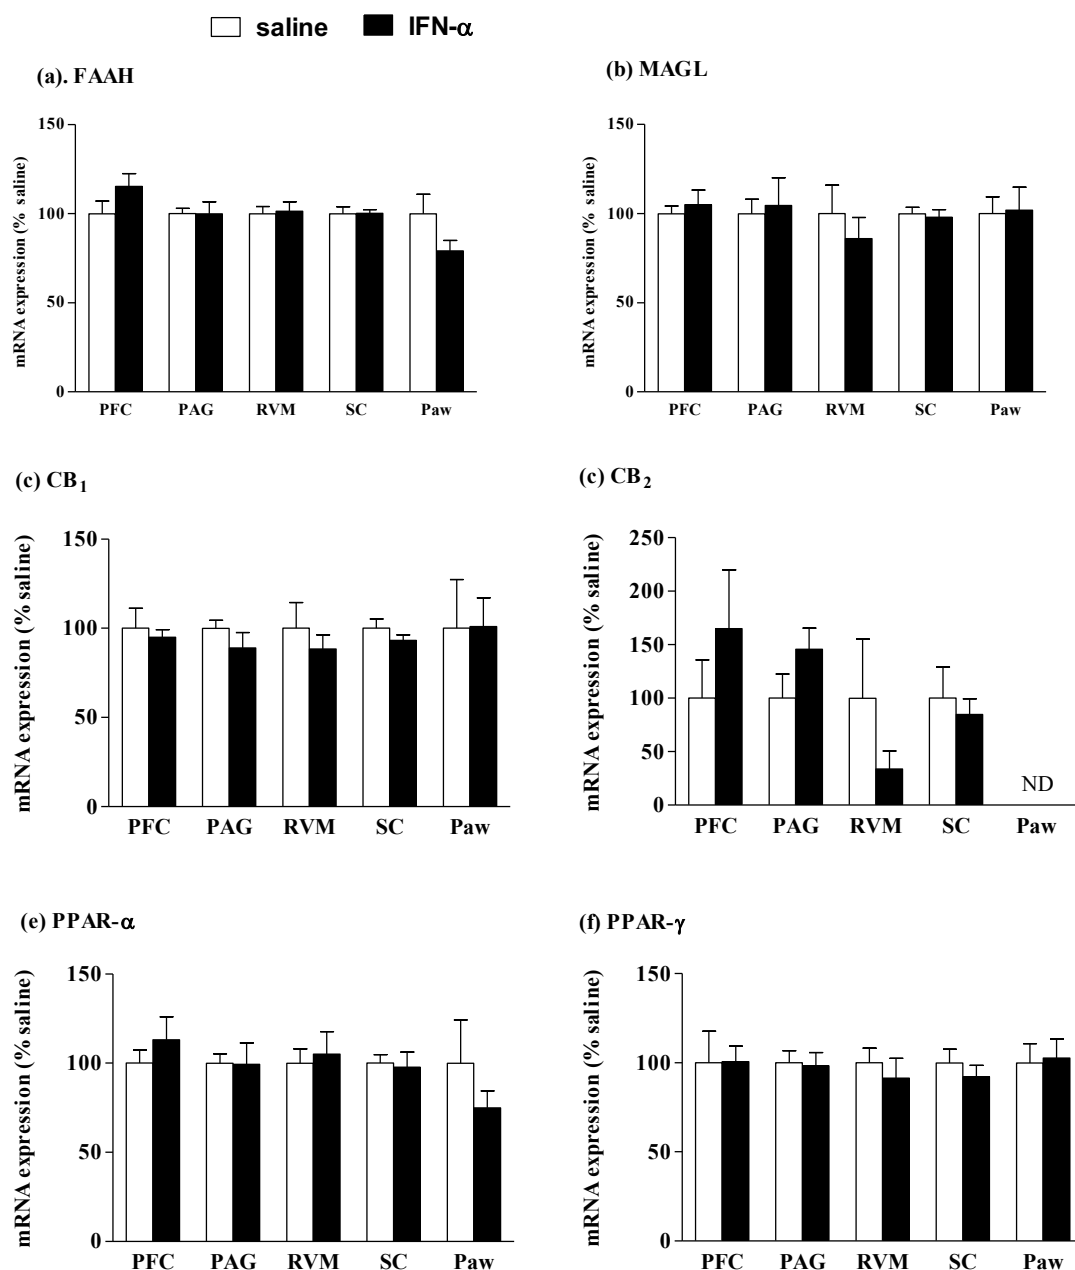 saline IFN-α
(a). FAAH
mRNA expression (% saline)
150
100
50
0
PFC PAG RVM SC Paw
(b) MAGL
mRNA expression (% saline)
150
100
50
0
PFC PAG RVM SC Paw
(c) CB1
mRNA expression (% saline)
150
100
50
0
PFC PAG RVM SC Paw
(c) CB2
mRNA expression (% saline)
250
200
150
100
50
0
ND
PFC PAG RVM SC Paw
(e) PPAR-α
mRNA expression (% saline)
150
100
50
0
PFC PAG RVM SC Paw
(f) PPAR-γ
mRNA expression (% saline)
150
100
50
0
PFC PAG RVM SC Paw